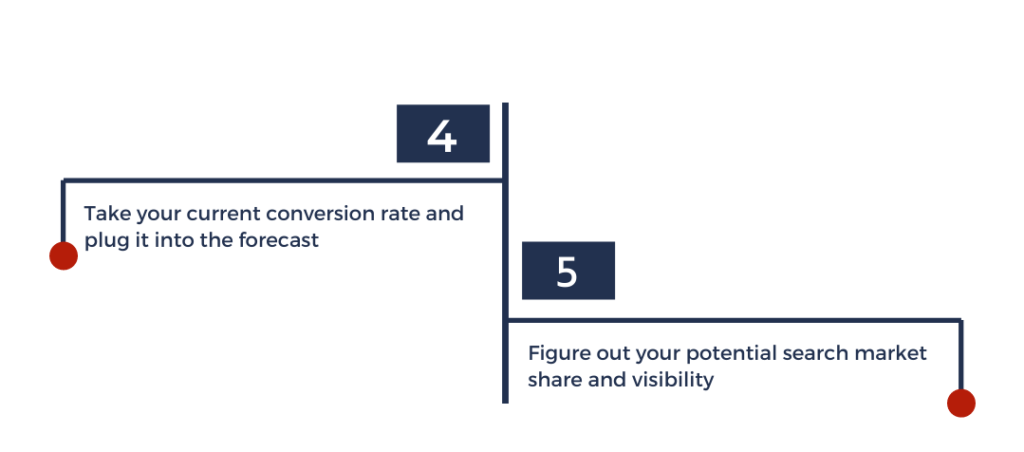 4
Take your current conversion rate and
plug it into the forecast
5
Figure out your potential search market
share and visibility